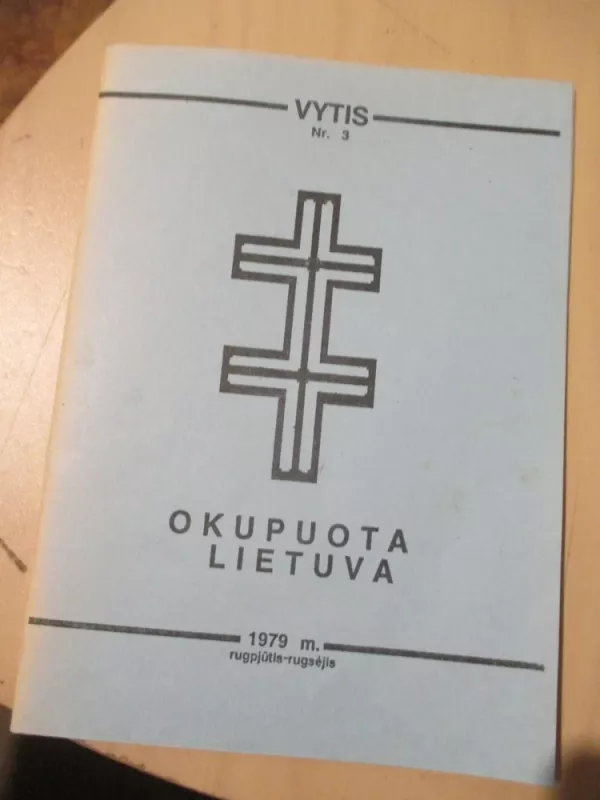 VYTIS
Nr. 3
OKUPUOTA
LIETUVA
1979 m.
rugpjūtis-rugsėjis